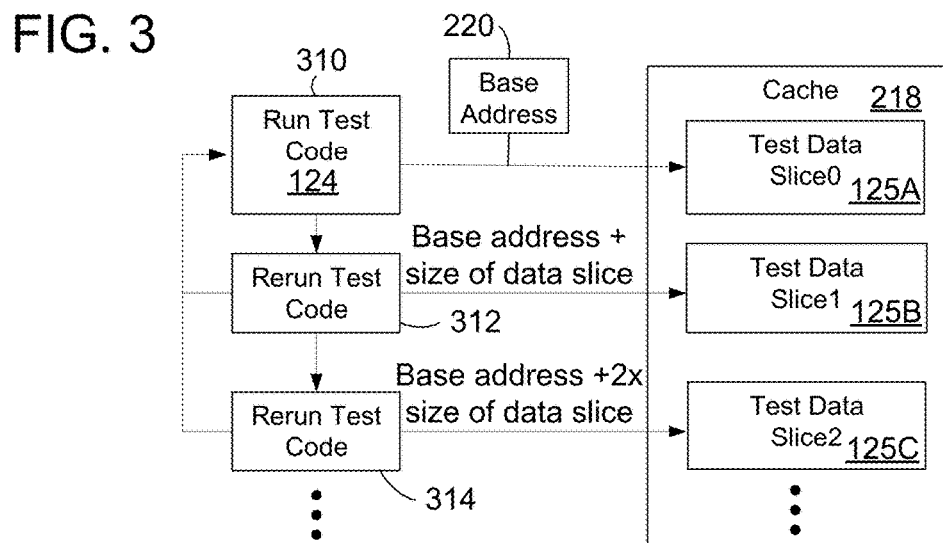 FIG. 3
220
310
Base
Address
Cache 218
Run Test
Code
124
Test Data
Slice0
125A
Base address +
size of data slice
Rerun Test
Code
312
Test Data
Slice1
125B
Base address +2x
size of data slice
Rerun Test
Code
314
Test Data
Slice2
125C